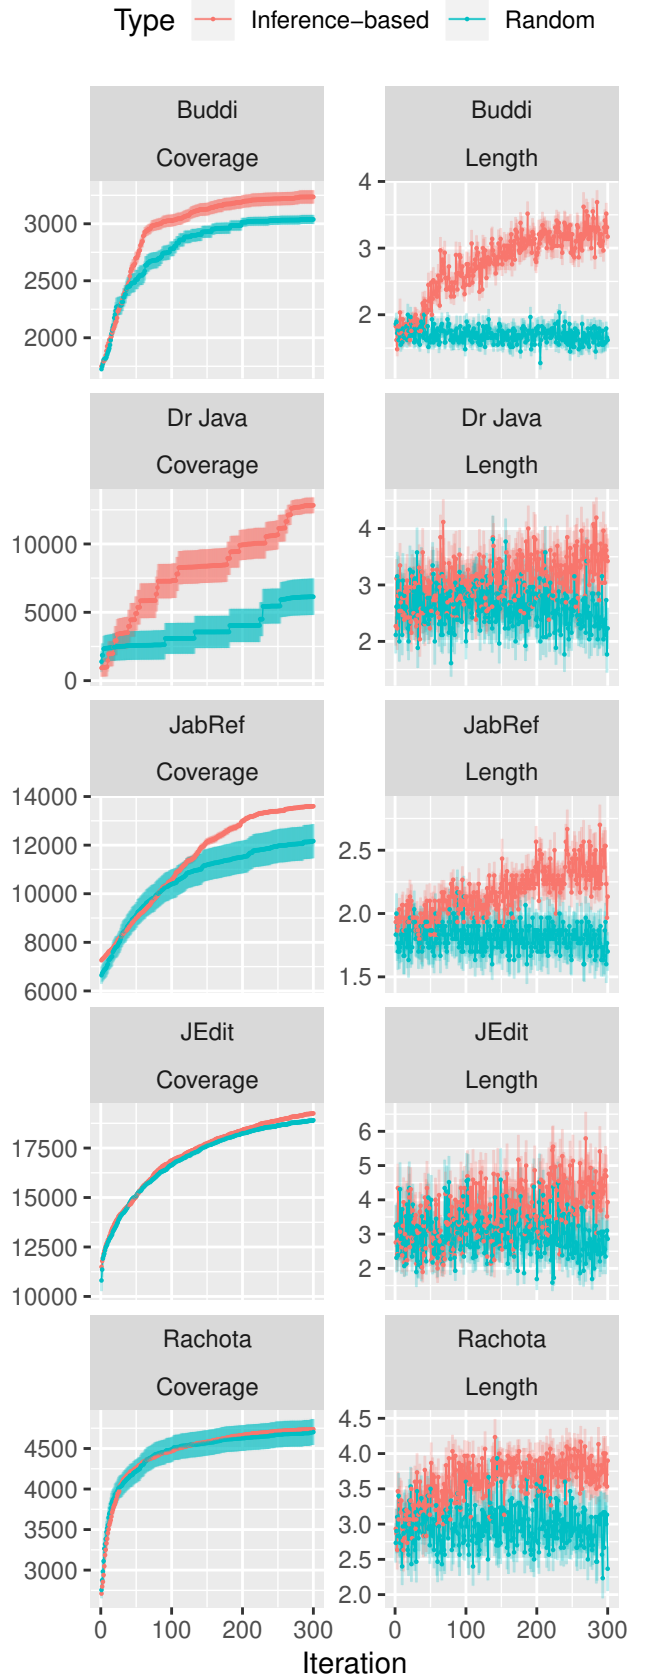 Type Inference−based Random
Buddi
Coverage
Buddi
Length
3000
2500
2000
4
3
2
Dr Java
Coverage
Dr Java
Length
10000
5000
0
4
3
2
JabRef
Coverage
JabRef
Length
14000
12000
10000
8000
6000
2.5
2.0
1.5
JEdit
Coverage
JEdit
Length
17500
15000
12500
10000
6
5
4
3
2
Rachota
Coverage
Rachota
Length
4500
4000
3500
3000
4.5
4.0
3.5
3.0
2.5
2.0
0 100 200 300
0 100 200 300
Iteration